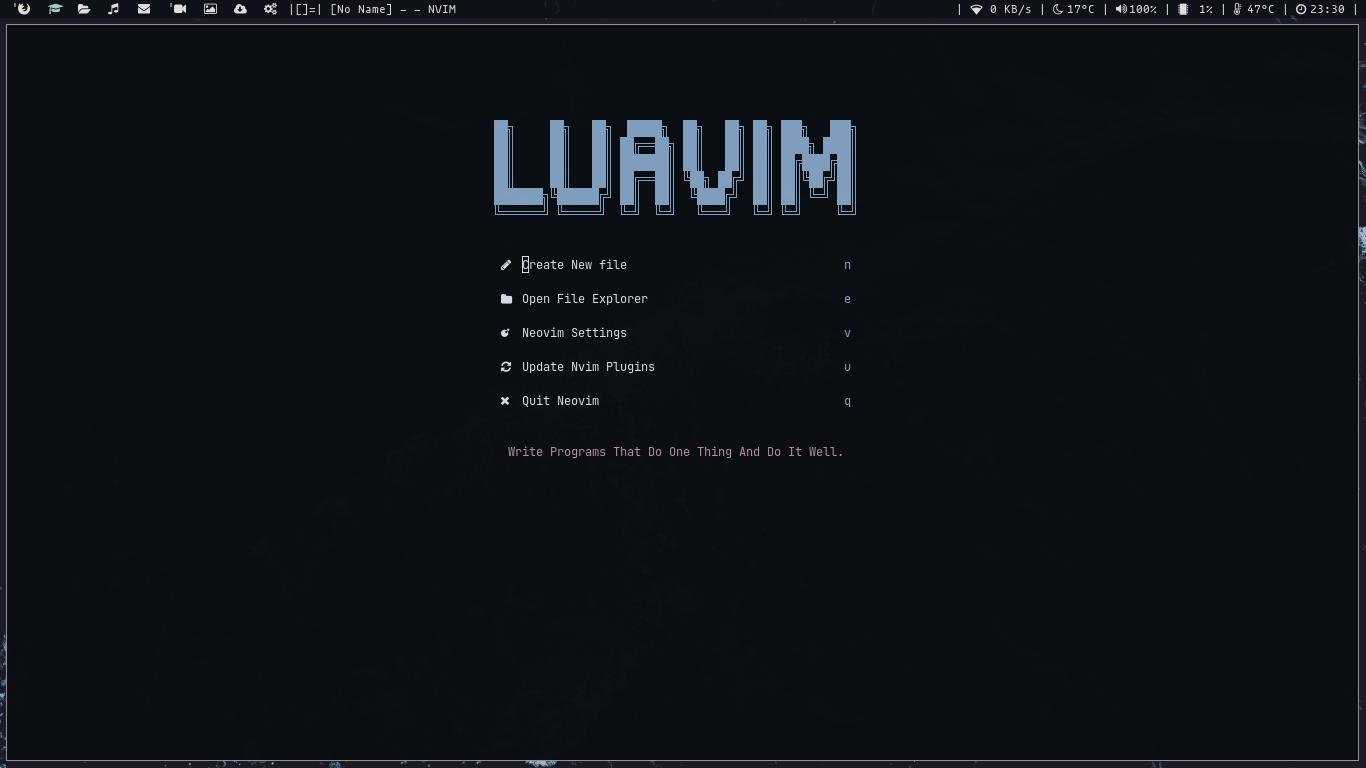 |[]=| [No Name] – – NVIM | 0 KB/s | 17°C | 100% | 1% | 47°C | 23:30 |
LUAVIM
Create New file n
Open File Explorer e
Neovim Settings v
Update Nvim Plugins u
Quit Neovim q
Write Programs That Do One Thing And Do It Well.